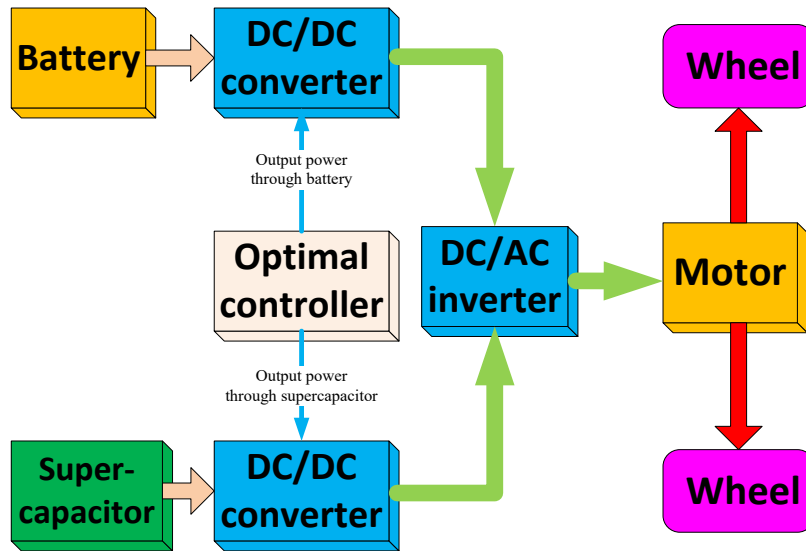 Battery
DC/DC
converter
Wheel
Output power
through battery
Optimal
controller
DC/AC
inverter
Motor
Output power
through supercapacitor
Super-
capacitor
DC/DC
converter
Wheel